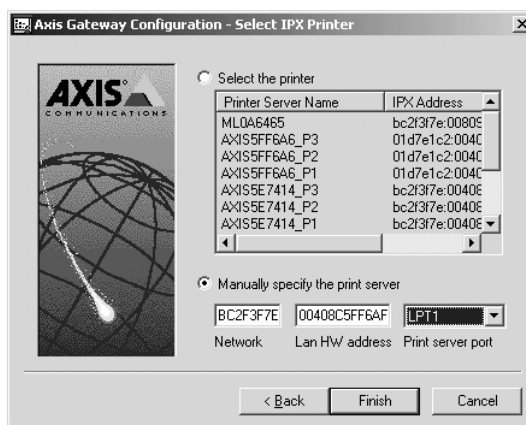 Axis Gateway Configuration - Select IPX Printer
AXIS
COMMUNICATIONS
Select the printer
Printer Server Name IPX Address
ML0A6465 bc2f3f7e:00809
AXIS5FF6A6_P3 01d7e1c2:0040
AXIS5FF6A6_P2 01d7e1c2:0040
AXIS5FF6A6_P1 01d7e1c2:0040
AXIS5E7414_P3 bc2f3f7e:00408
AXIS5E7414_P2 bc2f3f7e:00408
AXIS5E7414_P1 bc2f3f7e:00408
Manually specify the print server
BC2F3F7E 00408C5FF6AF LPT1
Network Lan HW address Print server port
< Back Finish Cancel